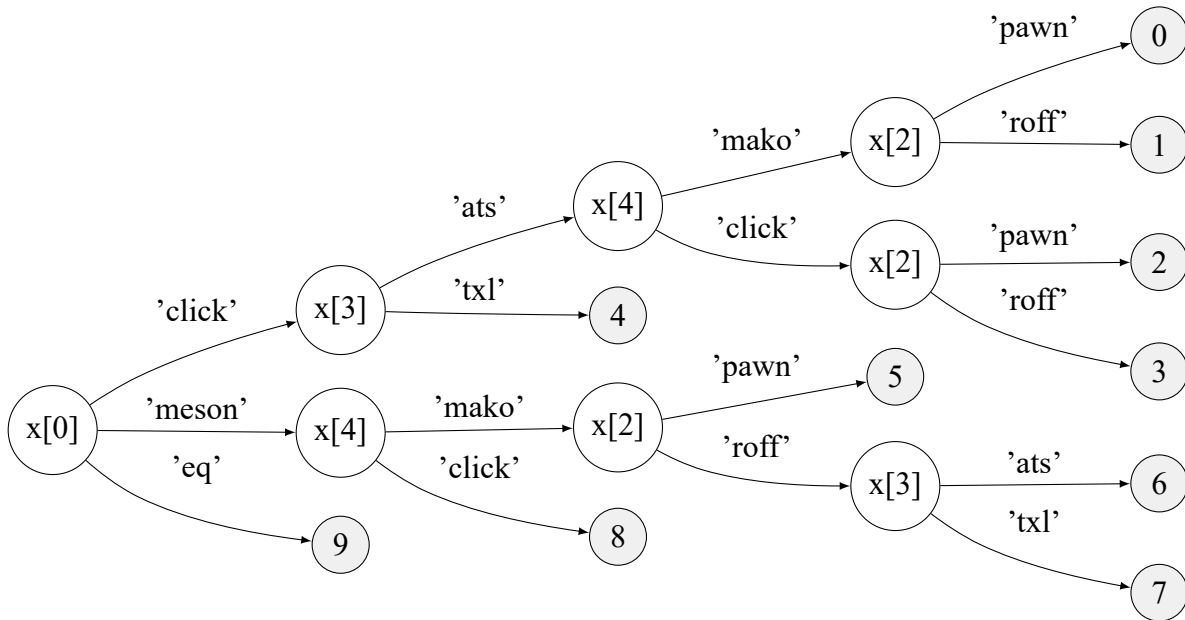 ’pawn’
0
’roff’
x[2]
1
’mako’
’ats’
x[4]
’click’
’pawn’
x[2]
2
’txl’
’roff’
’click’
x[3]
4
3
’pawn’
5
’meson’
’mako’
x[0]
x[4]
x[2]
’roff’
’eq’
’click’
’ats’
x[3]
6
’txl’
9
8
7